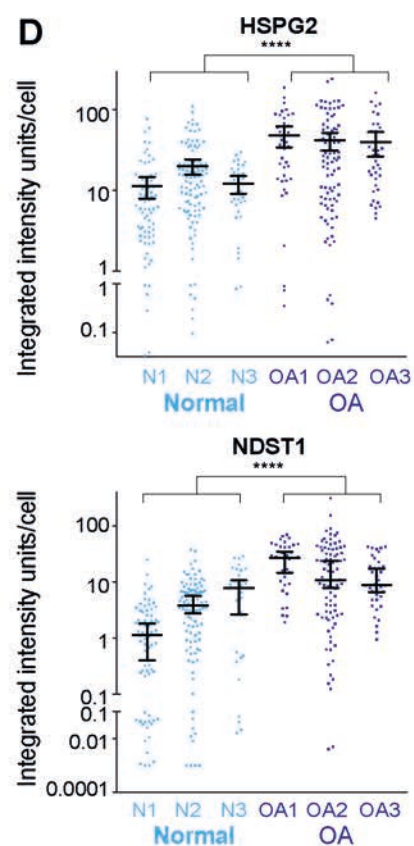 D
HSPG2
****
Integrated intensity units/cell
100
10
1
1
0.1
N1 N2 N3 OA1 OA2 OA3
Normal OA
NDST1
****
Integrated intensity units/cell
100
10
1
0.1
0.1
0.01
0.0001
N1 N2 N3 OA1 OA2 OA3
Normal OA